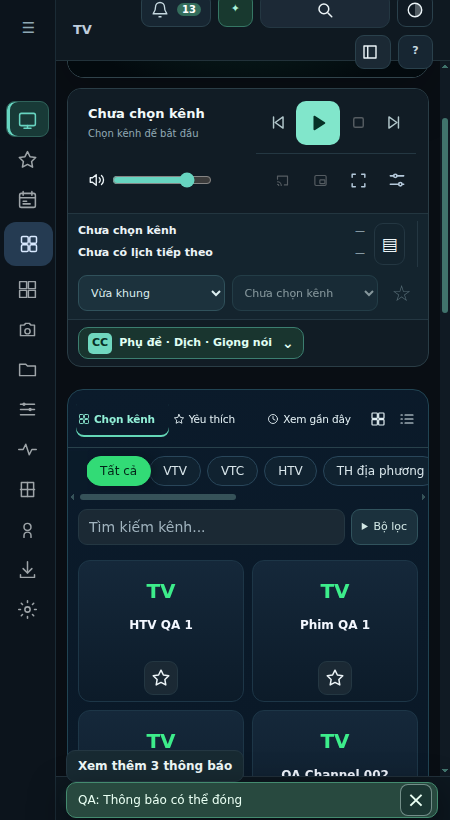 TV
13
?
Chưa chọn kênh
Chọn kênh để bắt đầu
Chưa chọn kênh —
Chưa có lịch tiếp theo —
Vừa khung
Chưa chọn kênh
CC Phụ đề · Dịch · Giọng nói
Chọn kênh Yêu thích Xem gần đây
Tất cả VTV VTC HTV TH địa phương
Tìm kiếm kênh... Bộ lọc
TV TV
HTV QA 1 Phim QA 1
TV TV
QA Channel 002
Xem thêm 3 thông báo
QA: Thông báo có thể đóng